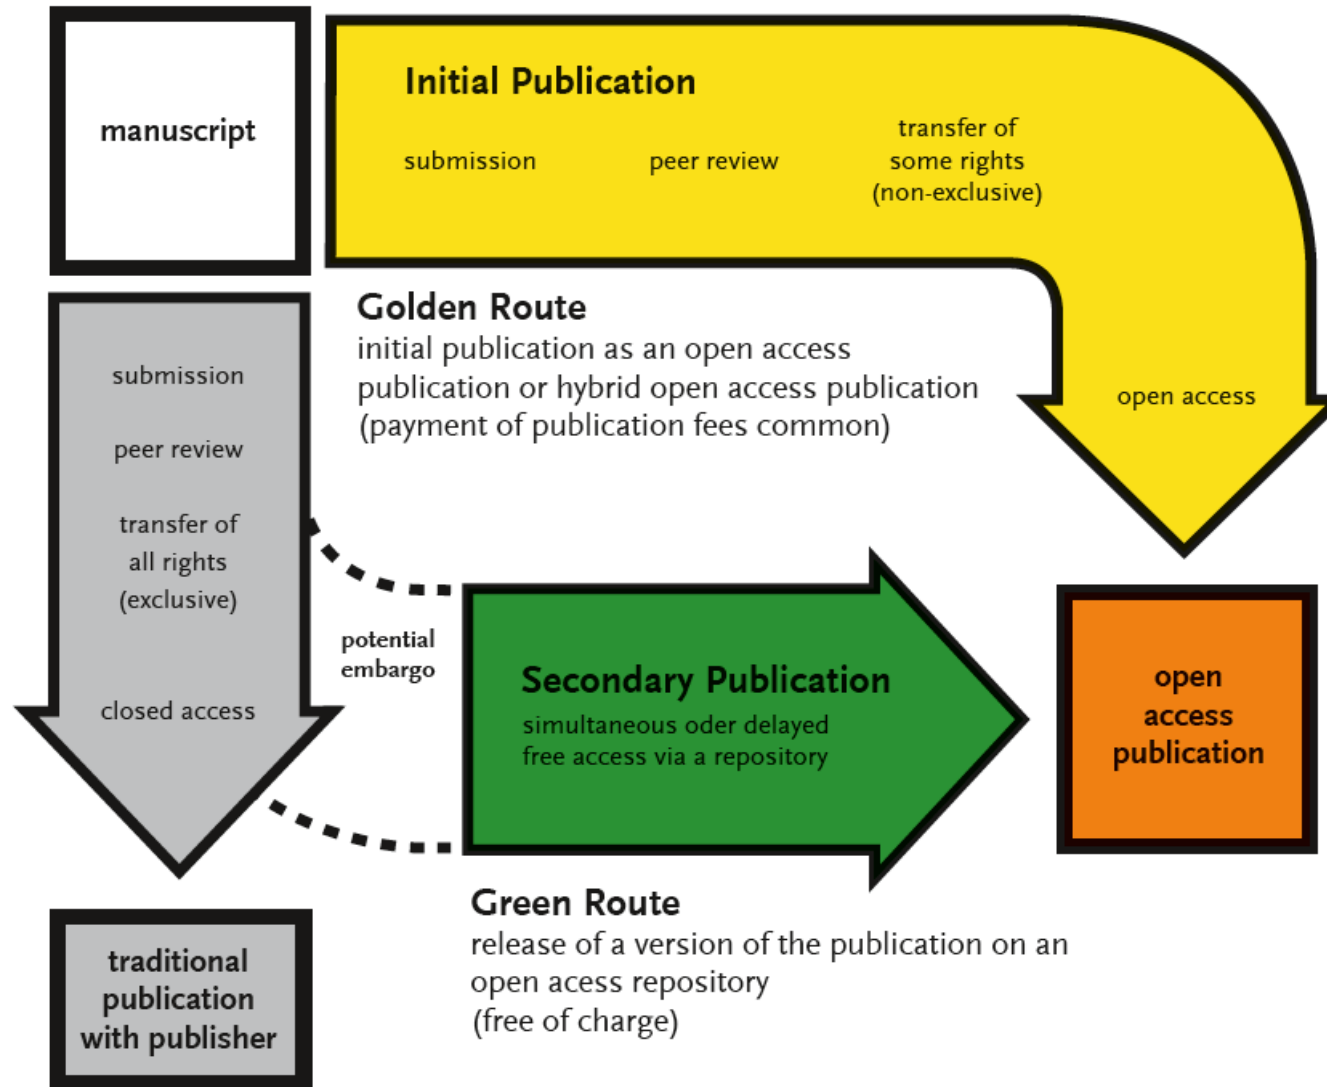 manuscript
Initial Publication
submission
peer review
transfer of
some rights
(non-exclusive)
open access
Golden Route
initial publication as an open access
publication or hybrid open access publication
(payment of publication fees common)
submission
peer review
transfer of
all rights
(exclusive)
closed access
potential
embargo
Secondary Publication
simultaneous oder delayed
free access via a repository
open
access
publication
Green Route
release of a version of the publication on an
open acess repository
(free of charge)
traditional
publication
with publisher